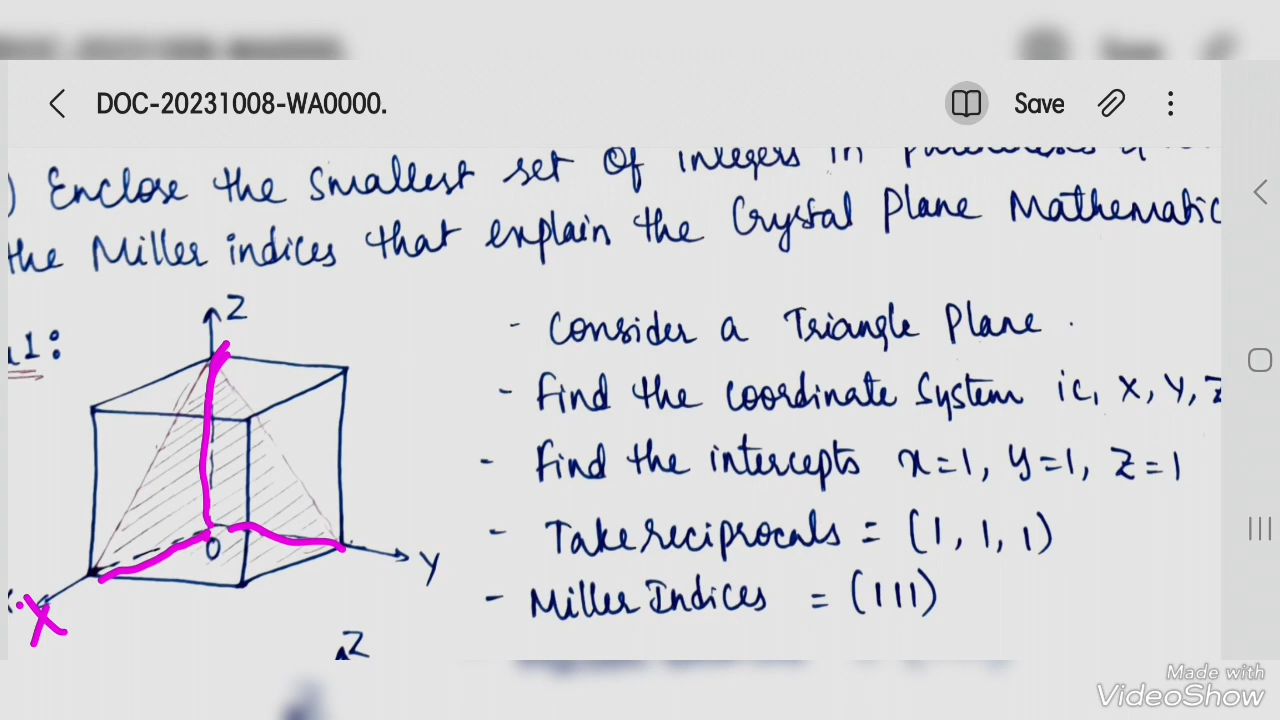 DOC-20231008-WA0000.
Save
) Enclose the smallest set of integers in
the Miller indices that explain the Crystal Plane Mathematic
Z
1:
- Consider a Triangle Plane.
- Find the coordinate System ie, X, Y, Z
- Find the intercepts x=1, y=1, z=1
- Take reciprocals = (1, 1, 1)
- Miller Indices = (111)
O
Y
X
Z
Made with
VideoShow